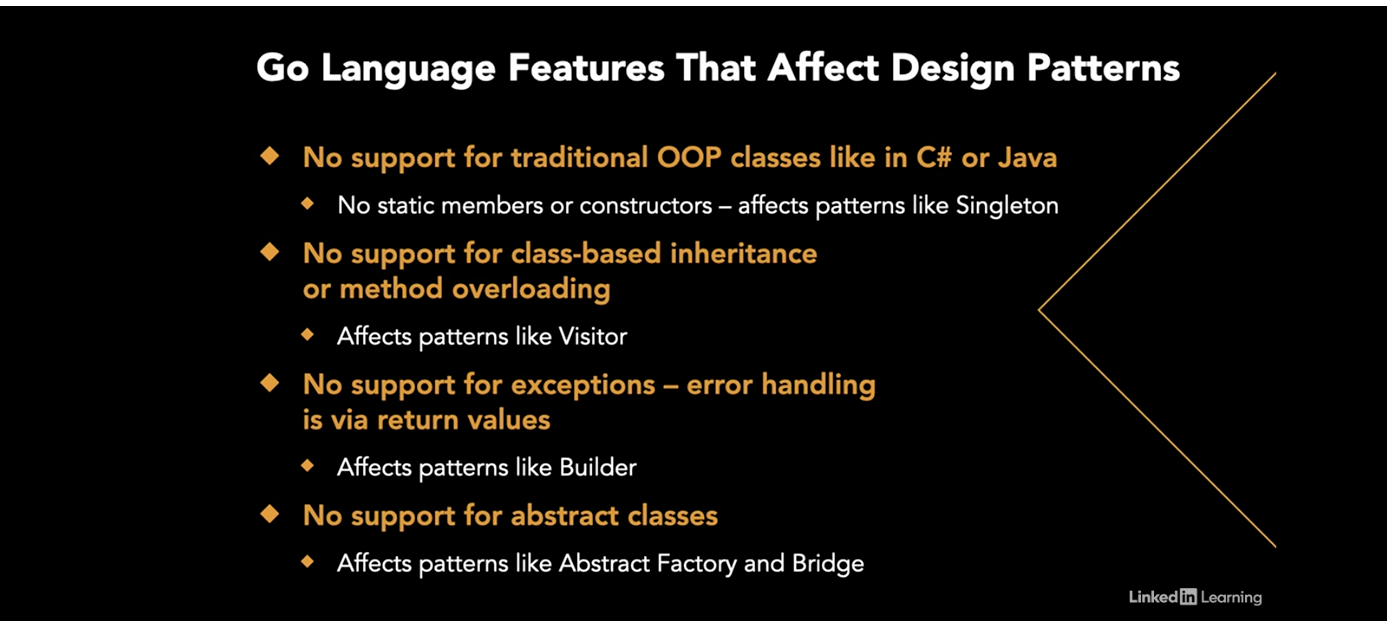 Go Language Features That Affect Design Patterns
No support for traditional OOP classes like in C# or Java
No static members or constructors – affects patterns like Singleton
No support for class-based inheritance
or method overloading
Affects patterns like Visitor
No support for exceptions – error handling
is via return values
Affects patterns like Builder
No support for abstract classes
Affects patterns like Abstract Factory and Bridge
Linked in Learning